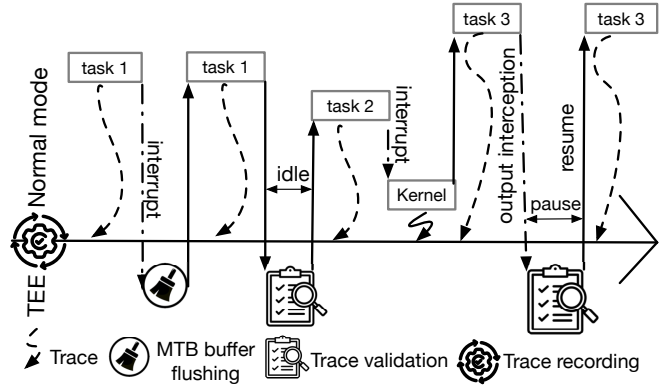 task 3
task 3
task 1
task 1
task 2
Normal mode
interrupt
idle
interrupt
Kernel
output interception
resume
pause
TEE
Trace
MTB buffer
flushing
Trace validation
Trace recording